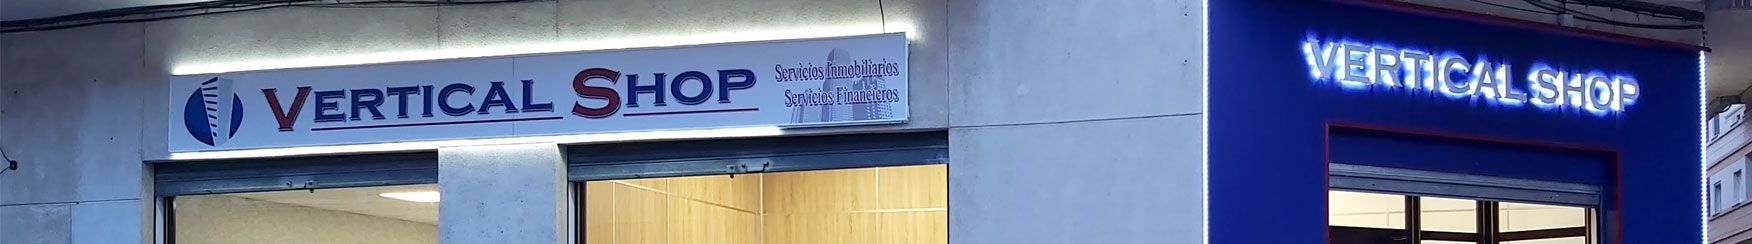 VERTICAL SHOP
Servicios Inmobiliarios
Servicios Financieros
VERTICAL SHOP